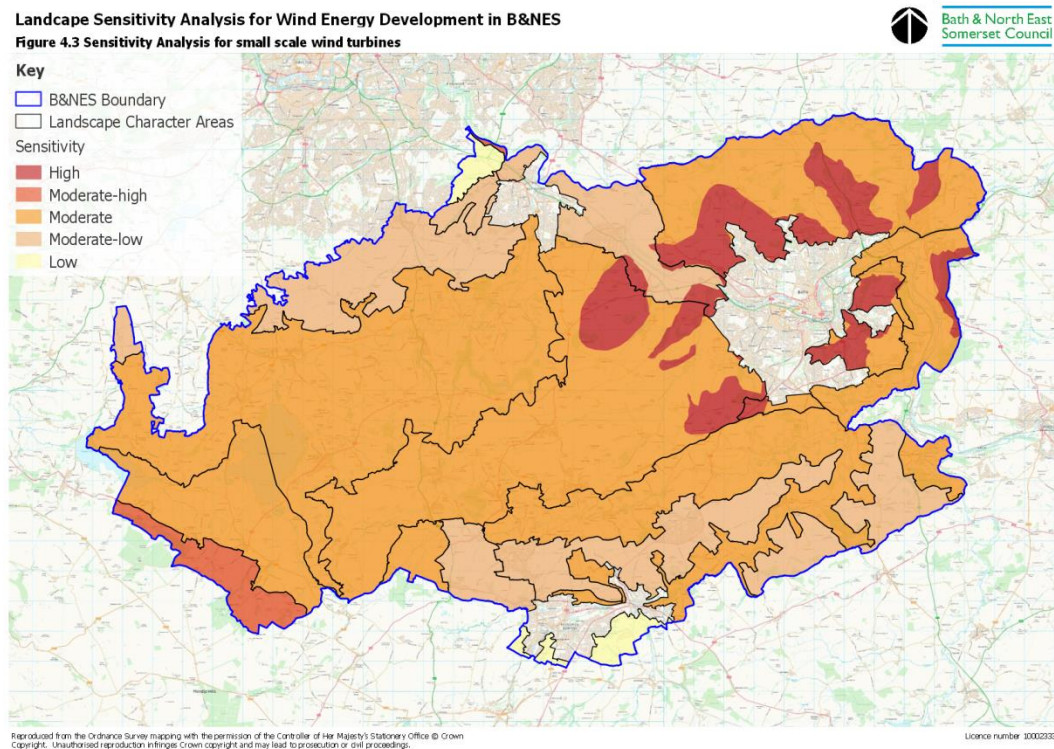 Landcape Sensitivity Analysis for Wind Energy Development in B&NES
Figure 4.3 Sensitivity Analysis for small scale wind turbines
Bath & North East
Somerset Council
Key
B&NES Boundary
Landscape Character Areas
Sensitivity
High
Moderate-high
Moderate
Moderate-low
Low
Reproduced from the Ordnance Survey mapping with the permission of the Controller of Her Majesty's Stationery Office © Crown
Copyright. Unauthorised reproduction infringes Crown copyright and may lead to prosecution or civil proceedings.